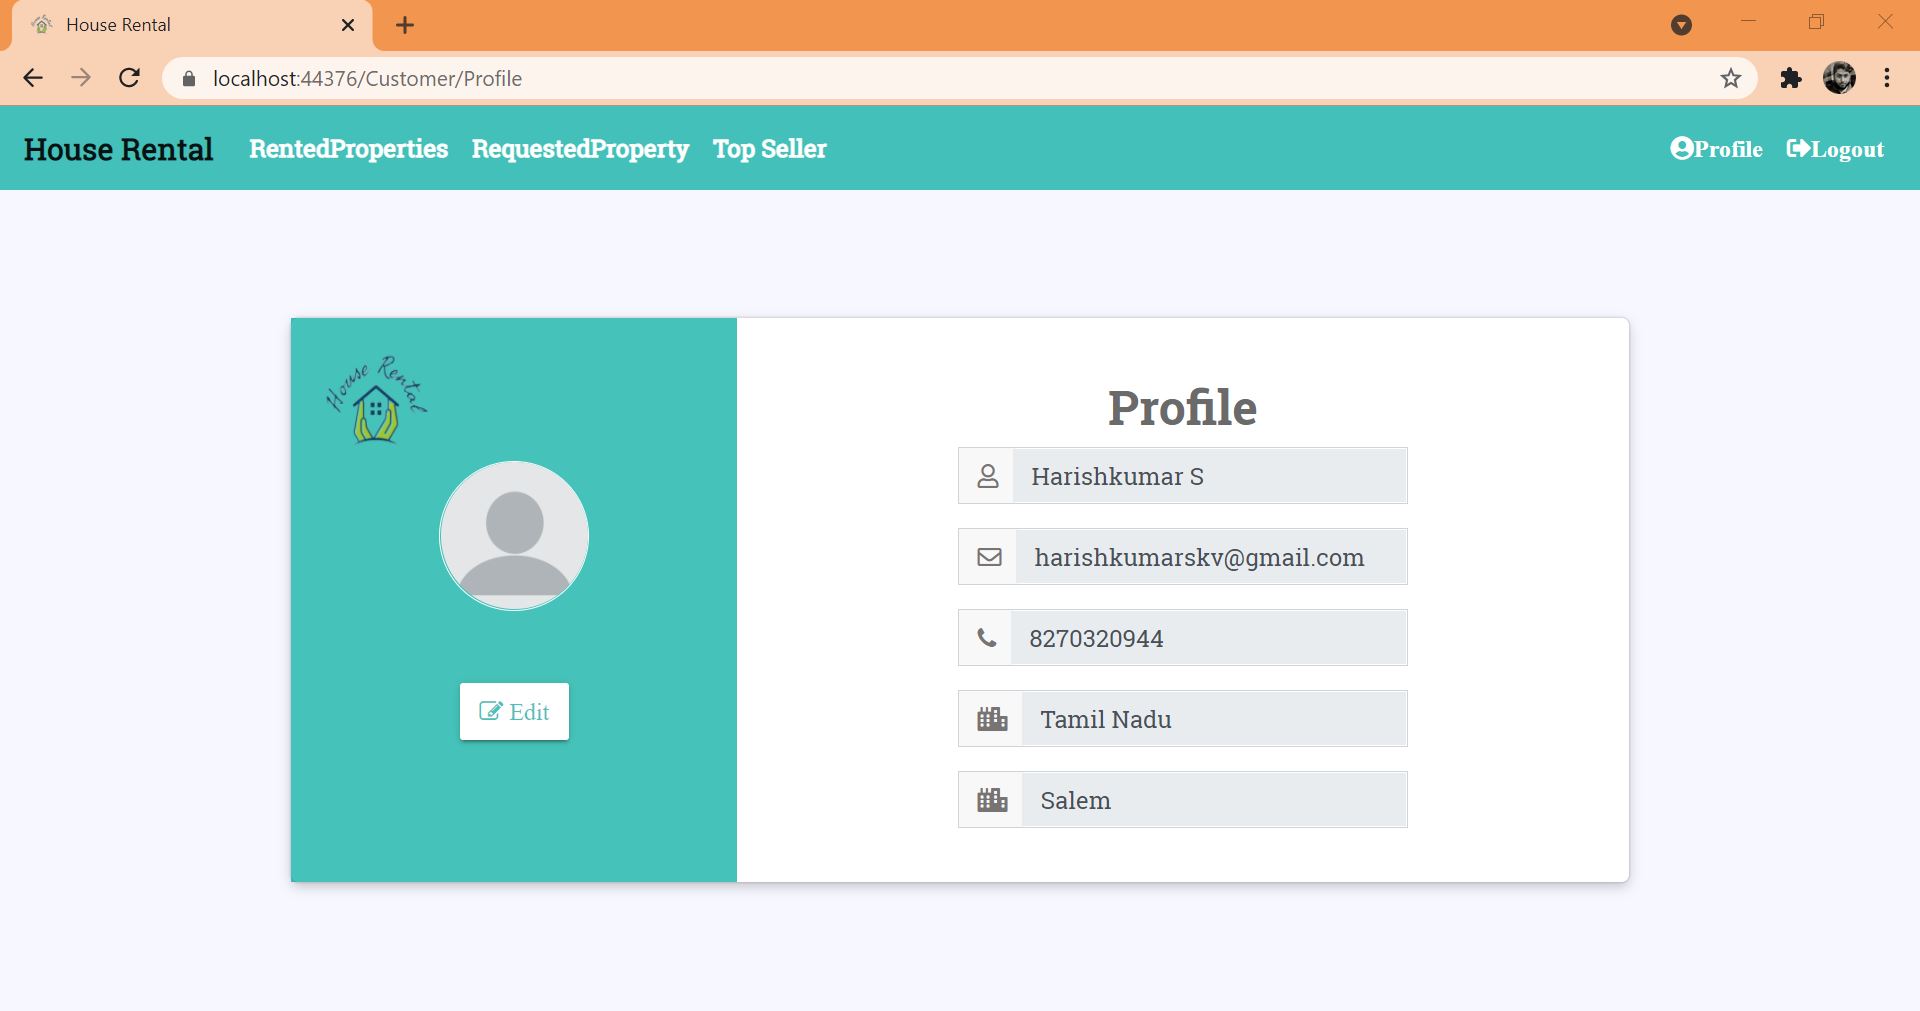 House Rental
localhost:44376/Customer/Profile
House Rental RentedProperties RequestedProperty Top Seller Profile Logout
House Rental
Profile
Harishkumar S
harishkumarskv@gmail.com
8270320944
Edit
Tamil Nadu
Salem